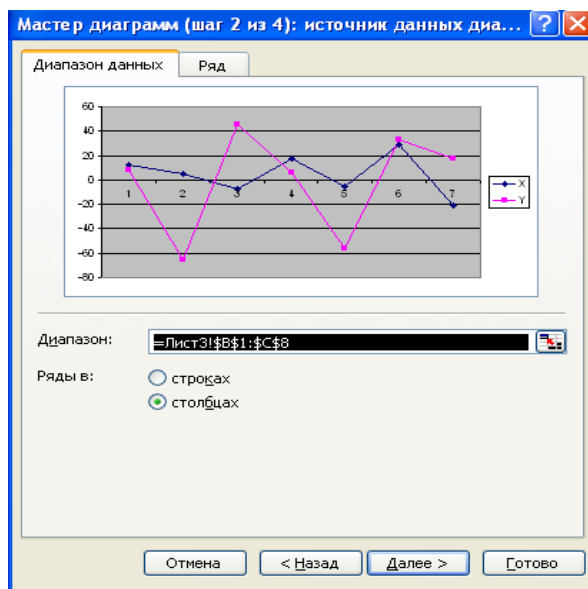 Мастер диаграмм (шаг 2 из 4): источник данных диа...
Диапазон данных Ряд
60
40
20
0
-20
-40
-60
-80
1 2 3 4 5 6 7
X
Y
Диапазон: =Лист3!$B$1:$C$8
Ряды в: строках
столбцах
Отмена < Назад Далее > Готово